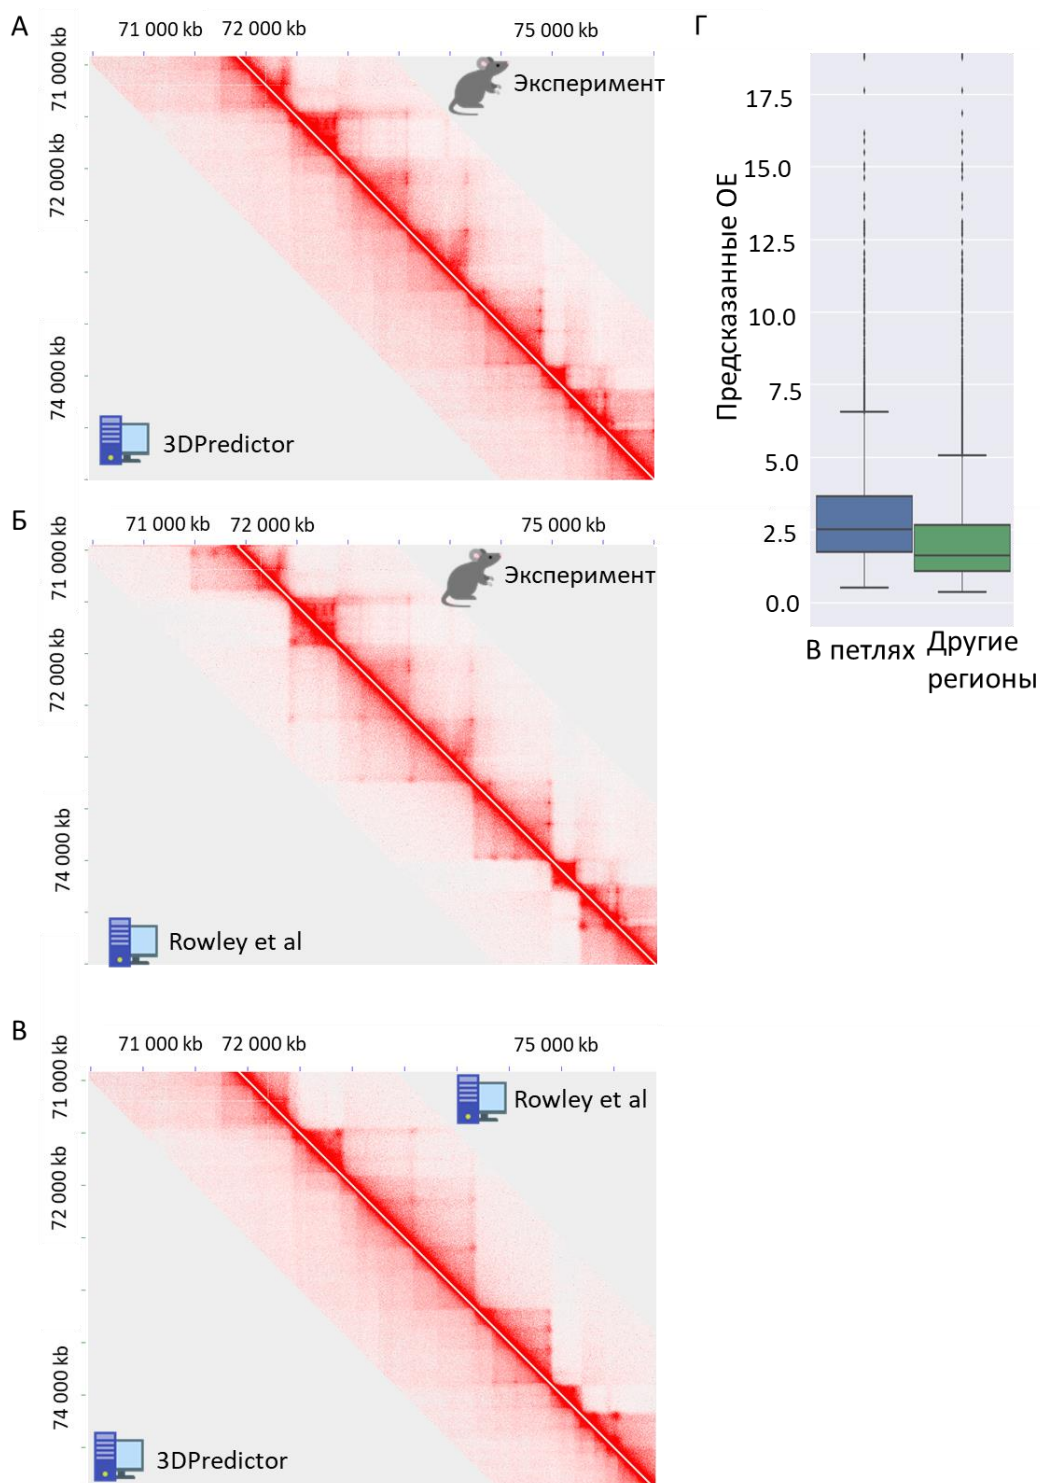 А
71 000 kb
72 000 kb
75 000 kb
71 000 kb
72 000 kb
74 000 kb
Эксперимент
3DPredictor
Б
71 000 kb
72 000 kb
75 000 kb
71 000 kb
72 000 kb
74 000 kb
Эксперимент
Rowley et al
В
71 000 kb
72 000 kb
75 000 kb
71 000 kb
72 000 kb
74 000 kb
Rowley et al
3DPredictor
Г
Предсказанные ОЕ
17.5
15.0
12.5
10.0
7.5
5.0
2.5
0.0
В петлях
Другие
регионы